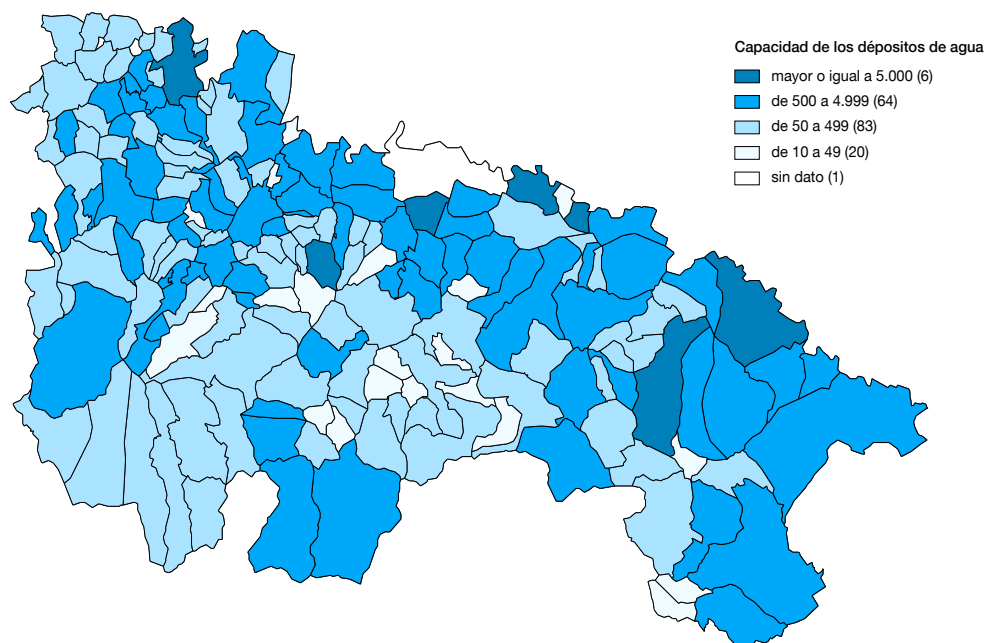 Capacidad de los dépositos de agua
mayor o igual a 5.000 (6)
de 500 a 4.999 (64)
de 50 a 499 (83)
de 10 a 49 (20)
sin dato (1)